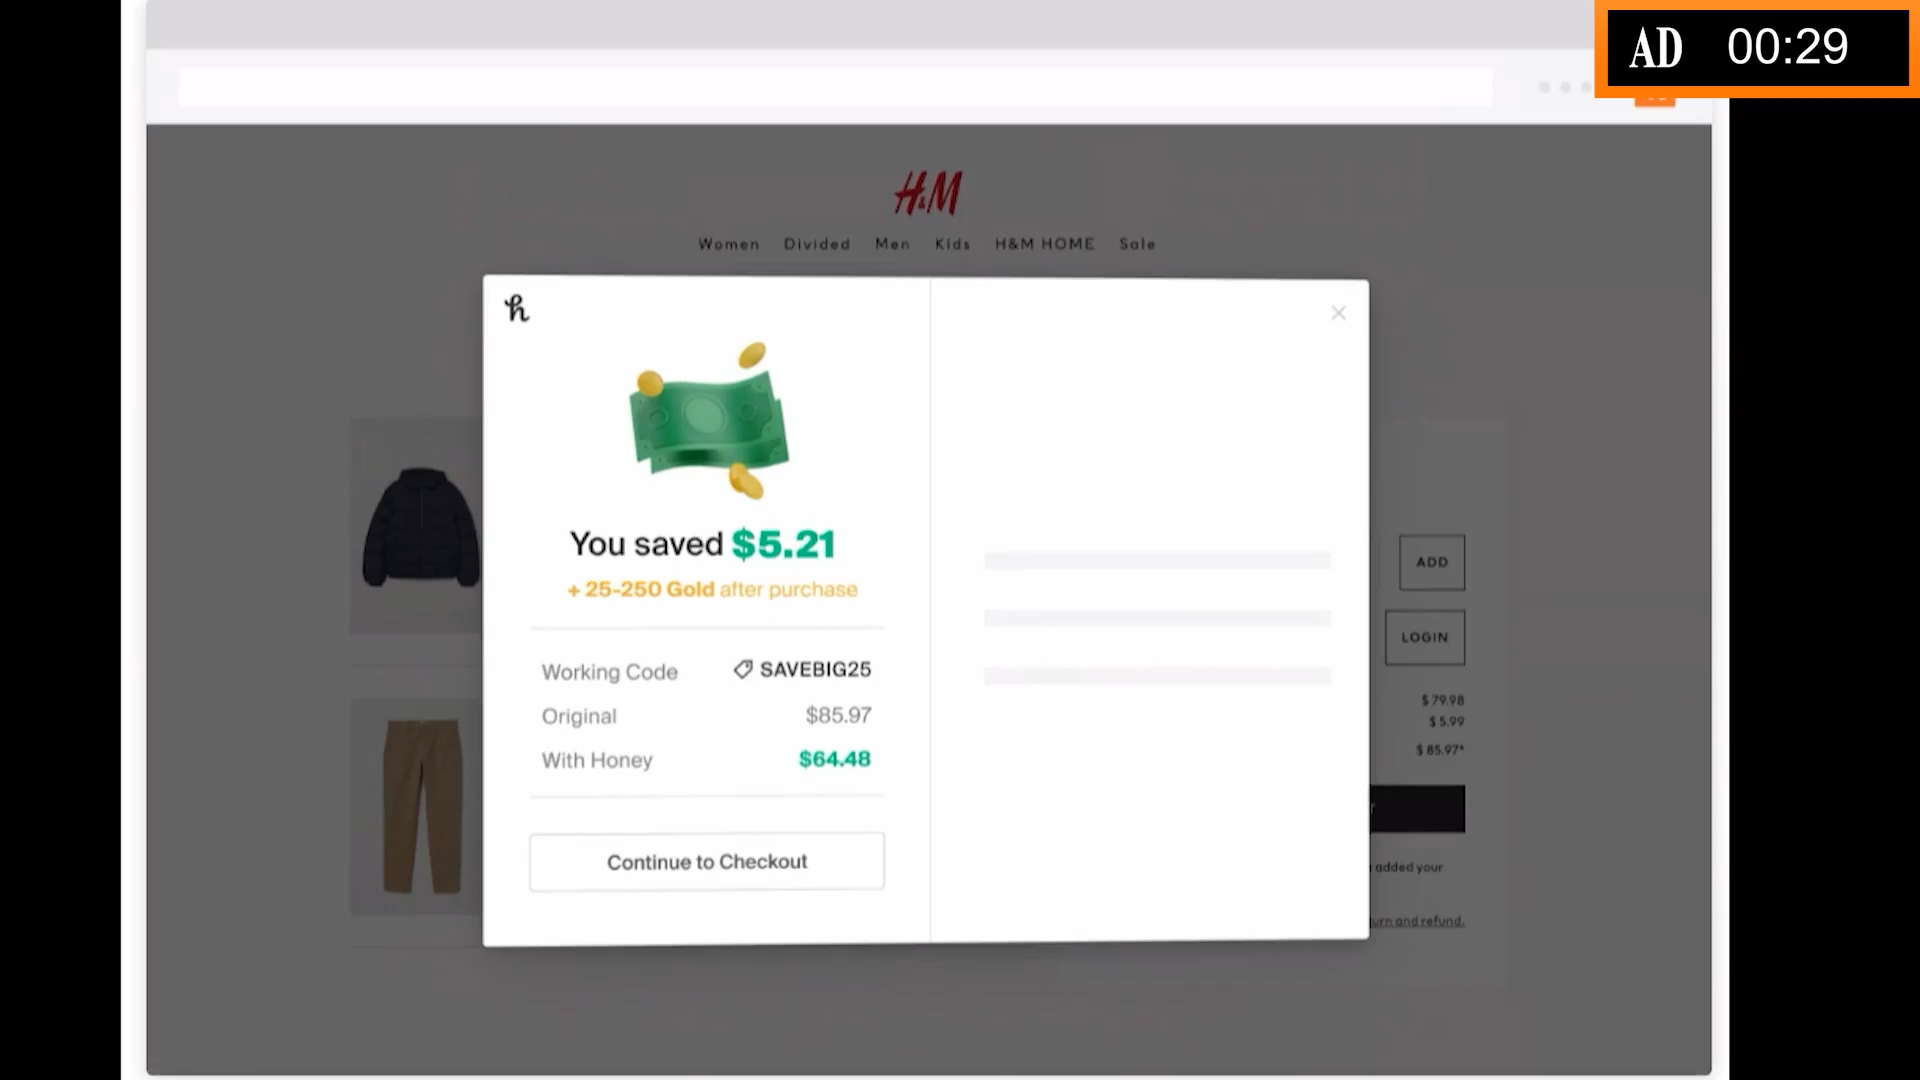 AD 00:29
H&M
Women Divided Men Kids H&M HOME Sale
h
You saved $5.21
+ 25-250 Gold after purchase
Working Code SAVEBIG25
Original $85.97
With Honey $64.48
Continue to Checkout
ADD
LOGIN
$ 79.98
$ 5.99
$ 85.97*
added your
urn and refund.